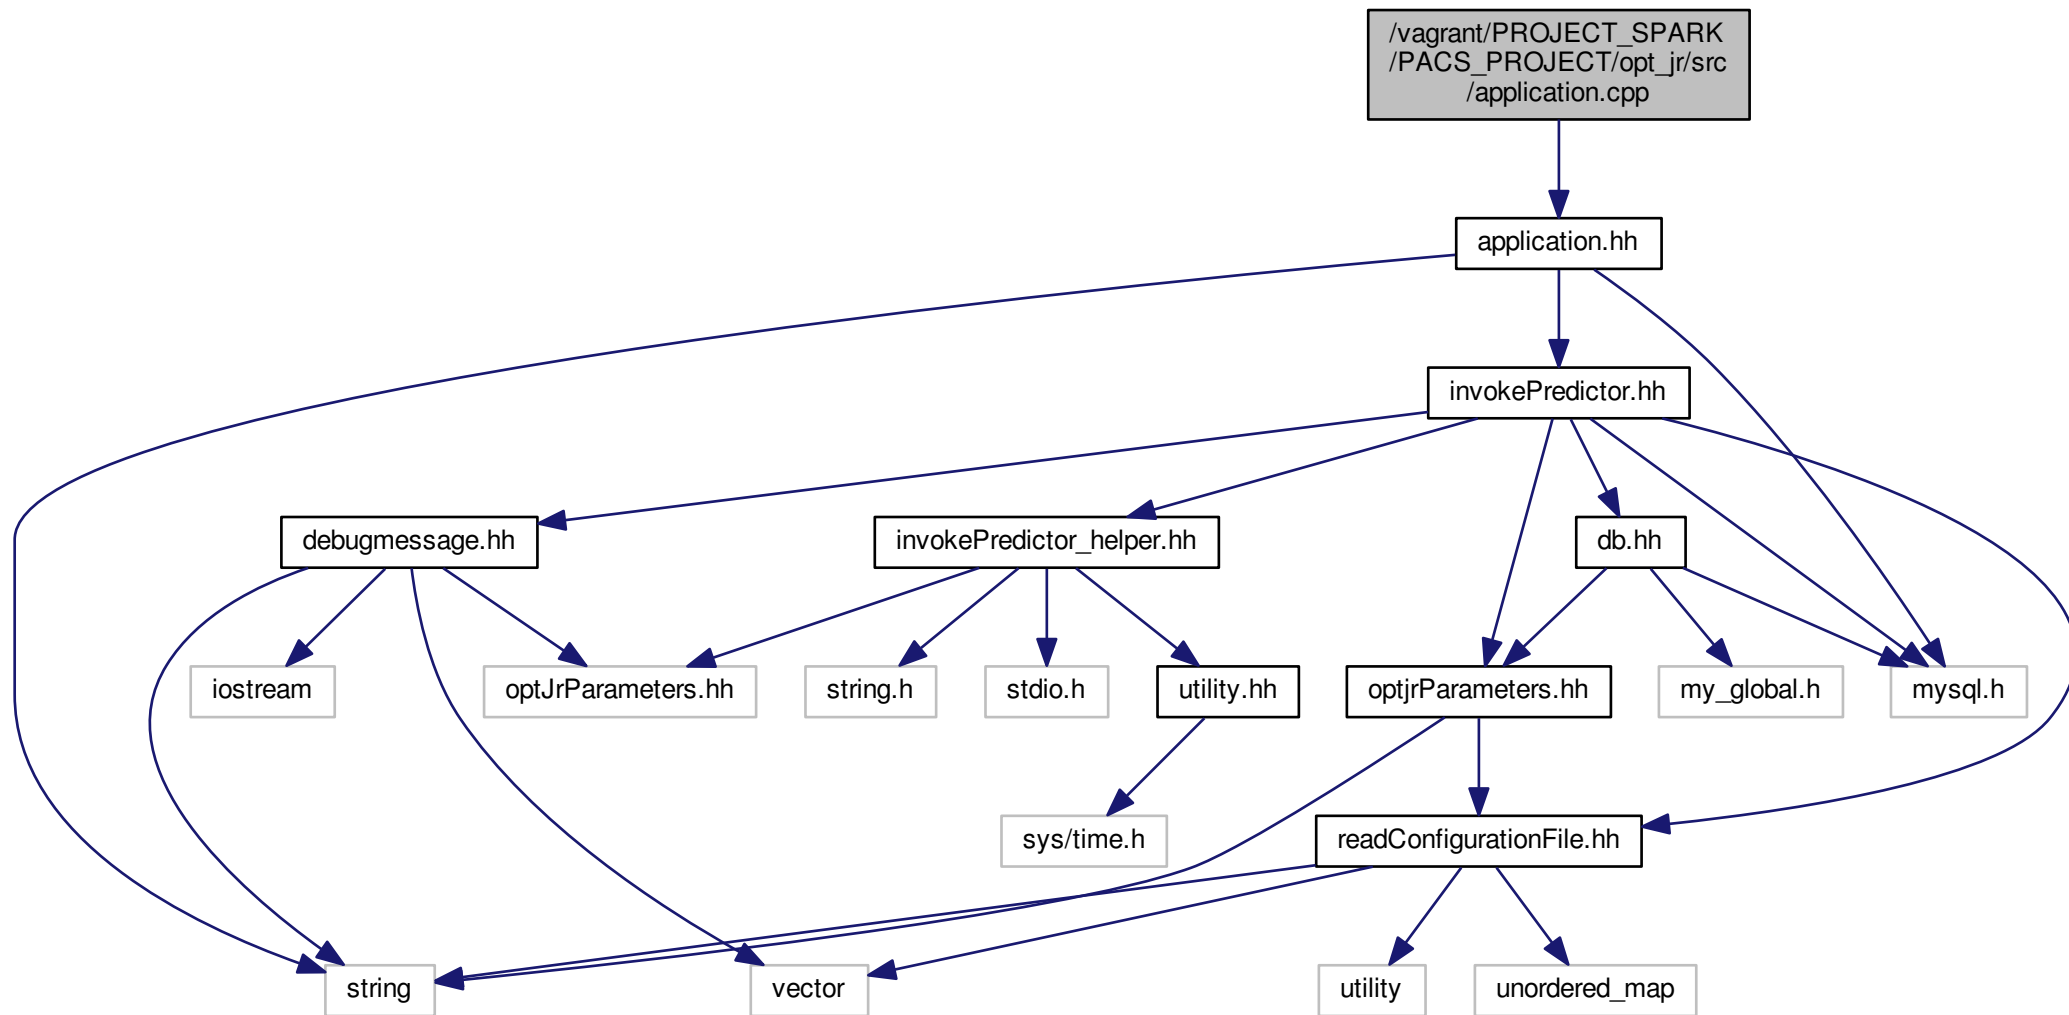 /vagrant/PROJECT_SPARK
/PACS_PROJECT/opt_jr/src
/application.cpp
application.hh
invokePredictor.hh
debugmessage.hh
invokePredictor_helper.hh
db.hh
iostream
optJrParameters.hh
string.h
stdio.h
utility.hh
optjrParameters.hh
my_global.h
mysql.h
sys/time.h
readConfigurationFile.hh
string
vector
utility
unordered_map